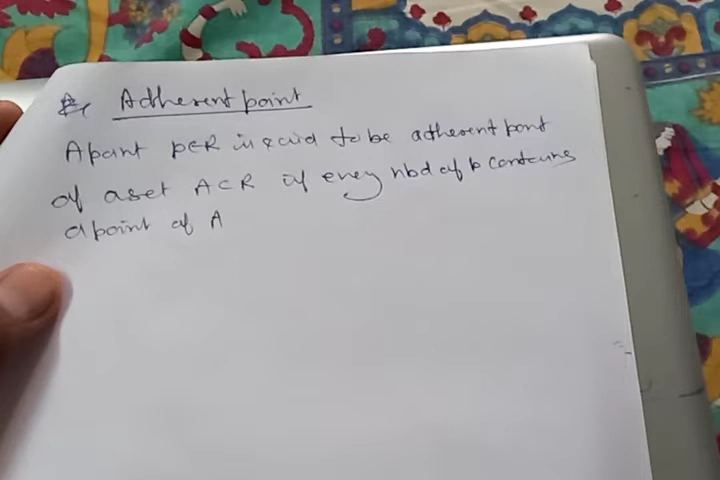 Adherent point
A point p∈R is said to be adherent point
of a set A⊂R if every nbd of p contains
a point of A